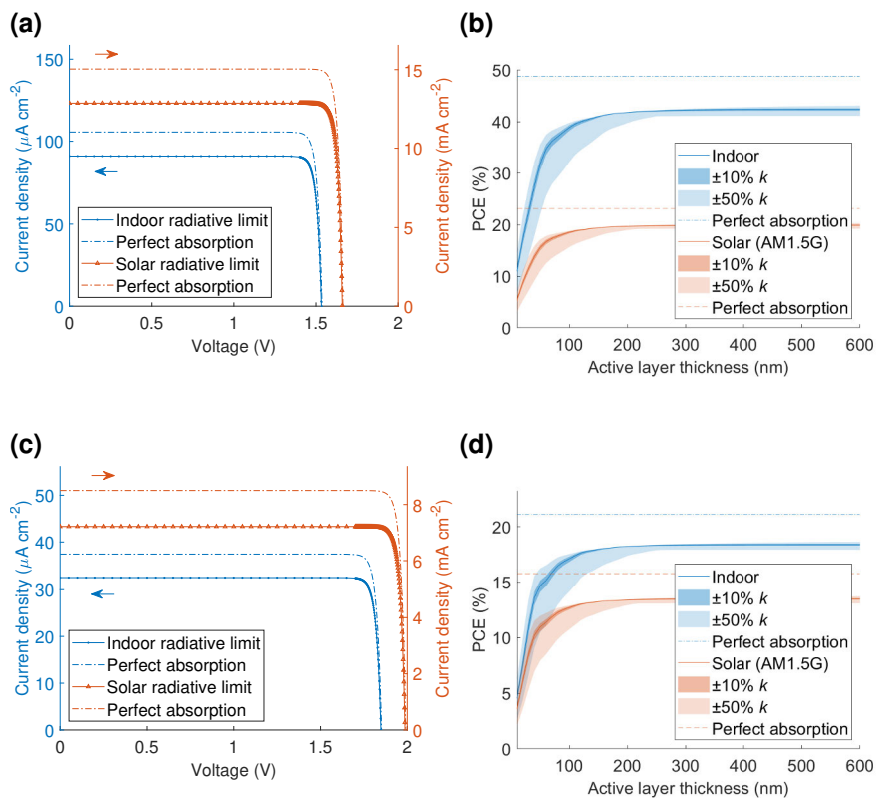 (a)
Current density (μA cm⁻²)
150
100
50
0
Current density (mA cm⁻²)
15
10
5
0
Indoor radiative limit
Perfect absorption
Solar radiative limit
Perfect absorption
0 0.5 1 1.5 2
Voltage (V)
(b)
PCE (%)
50
40
30
20
10
0
Indoor
±10% k
±50% k
Perfect absorption
Solar (AM1.5G)
±10% k
±50% k
Perfect absorption
100 200 300 400 500 600
Active layer thickness (nm)
(c)
Current density (μA cm⁻²)
50
40
30
20
10
0
Current density (mA cm⁻²)
8
6
4
2
0
Indoor radiative limit
Perfect absorption
Solar radiative limit
Perfect absorption
0 0.5 1 1.5 2
Voltage (V)
(d)
PCE (%)
20
15
10
5
0
Indoor
±10% k
±50% k
Perfect absorption
Solar (AM1.5G)
±10% k
±50% k
Perfect absorption
100 200 300 400 500 600
Active layer thickness (nm)